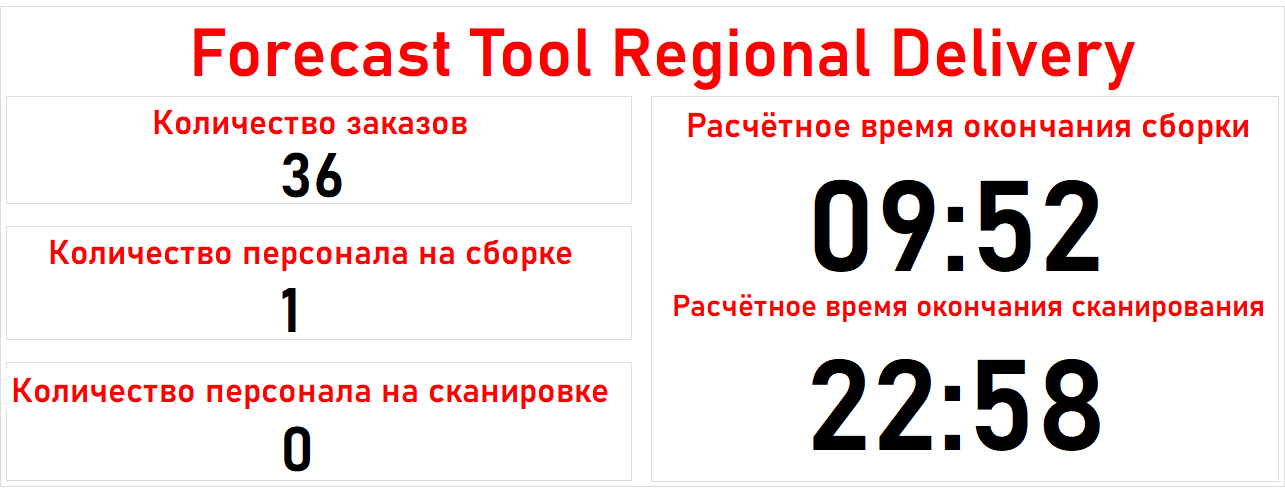 Forecast Tool Regional Delivery
Количество заказов
36
Количество персонала на сборке
1
Количество персонала на сканировке
0
Расчётное время окончания сборки
09:52
Расчётное время окончания сканирования
22:58